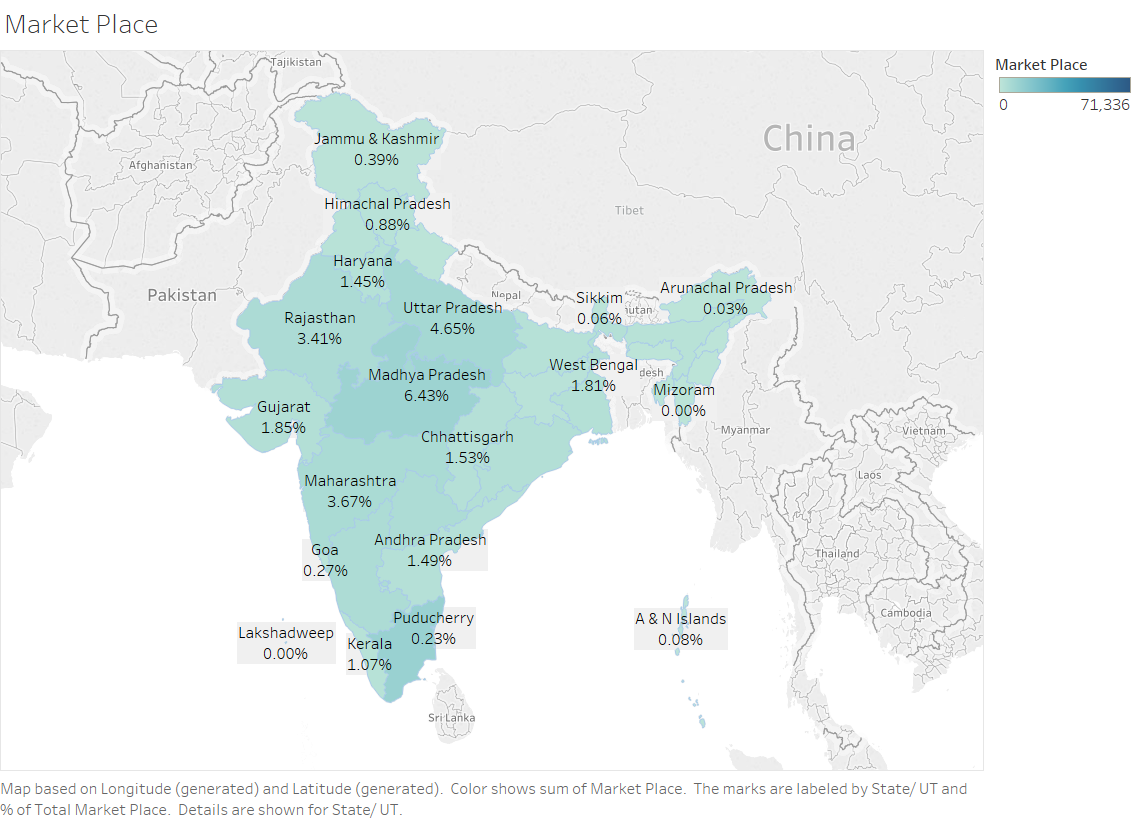 Market Place
Tajikistan
Market Place
0 71,336
China
Jammu & Kashmir
0.39%
Afghanistan
Himachal Pradesh
0.88%
Tibet
Haryana
1.45%
Pakistan
Nepal
Uttar Pradesh
4.65%
Sikkim
0.06%
utan
Arunachal Pradesh
0.03%
Rajasthan
3.41%
Madhya Pradesh
6.43%
West Bengal
1.81%
desh
Mizoram
0.00%
Gujarat
1.85%
Chhattisgarh
1.53%
Myanmar
Vietnam
Laos
Maharashtra
3.67%
Andhra Pradesh
1.49%
Goa
0.27%
Thailand
Cambodia
Puducherry
0.23%
A & N Islands
0.08%
Lakshadweep
0.00%
Kerala
1.07%
Sri Lanka
Map based on Longitude (generated) and Latitude (generated).  Color shows sum of Market Place.  The marks are labeled by State/ UT and
% of Total Market Place.  Details are shown for State/ UT.